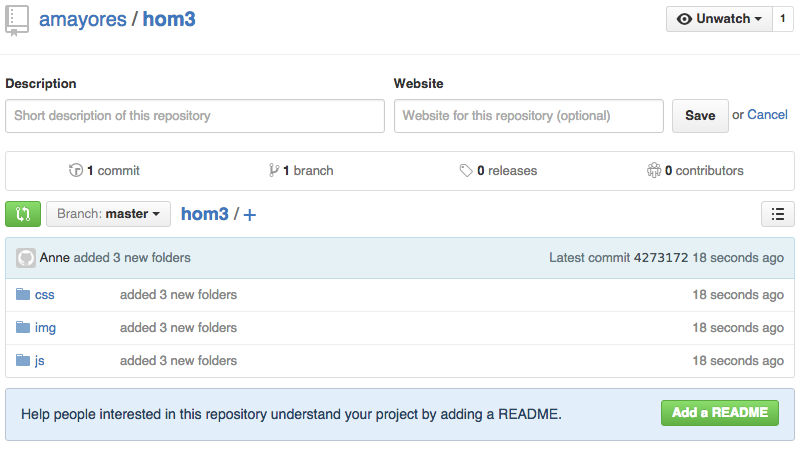 amayores / hom3
Unwatch 1
Description
Website
Short description of this repository
Website for this repository (optional)
Save or Cancel
1 commit
1 branch
0 releases
0 contributors
Branch: master
hom3 / +
Anne added 3 new folders
Latest commit 4273172 18 seconds ago
css added 3 new folders 18 seconds ago
img added 3 new folders 18 seconds ago
js added 3 new folders 18 seconds ago
Help people interested in this repository understand your project by adding a README.
Add a README